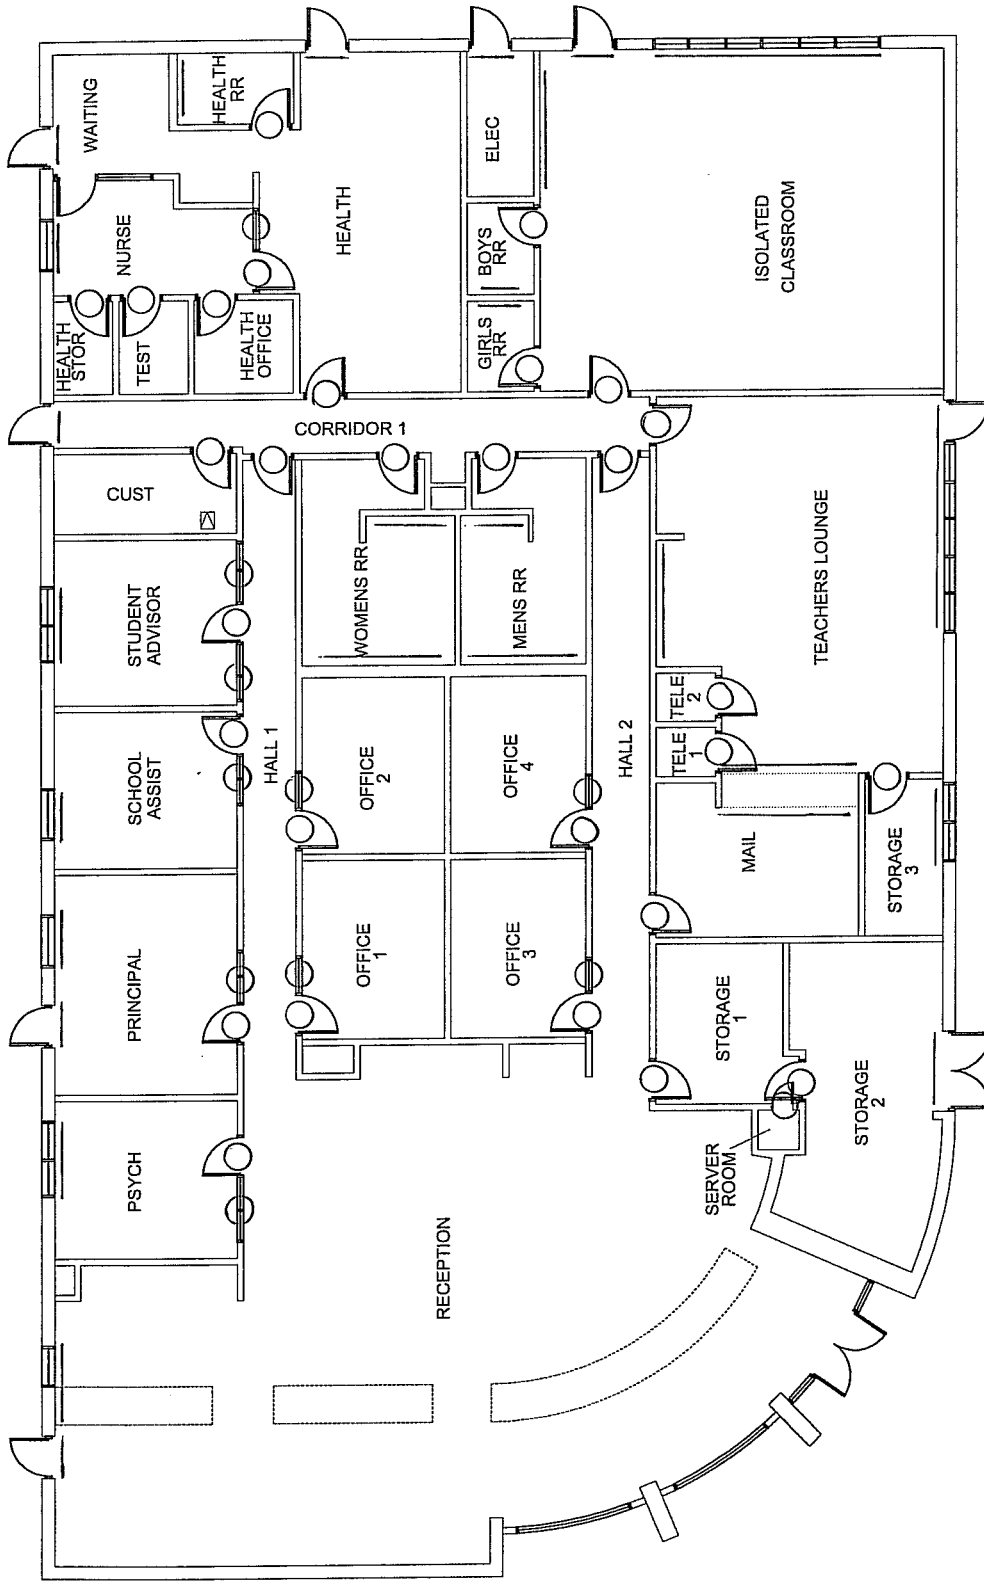 WAITING
HEALTH
RR
NURSE
HEALTH
STOR
TEST
HEALTH
OFFICE
HEALTH
ELEC
BOYS
RR
GIRLS
RR
ISOLATED
CLASSROOM
CORRIDOR 1
CUST
STUDENT
ADVISOR
SCHOOL
ASSIST
PRINCIPAL
PSYCH
HALL 1
WOMENS RR
MENS RR
OFFICE
2
OFFICE
4
OFFICE
1
OFFICE
3
HALL 2
TEACHERS LOUNGE
TELE
2
TELE
1
MAIL
STORAGE
3
STORAGE
1
STORAGE
2
SERVER
ROOM
RECEPTION